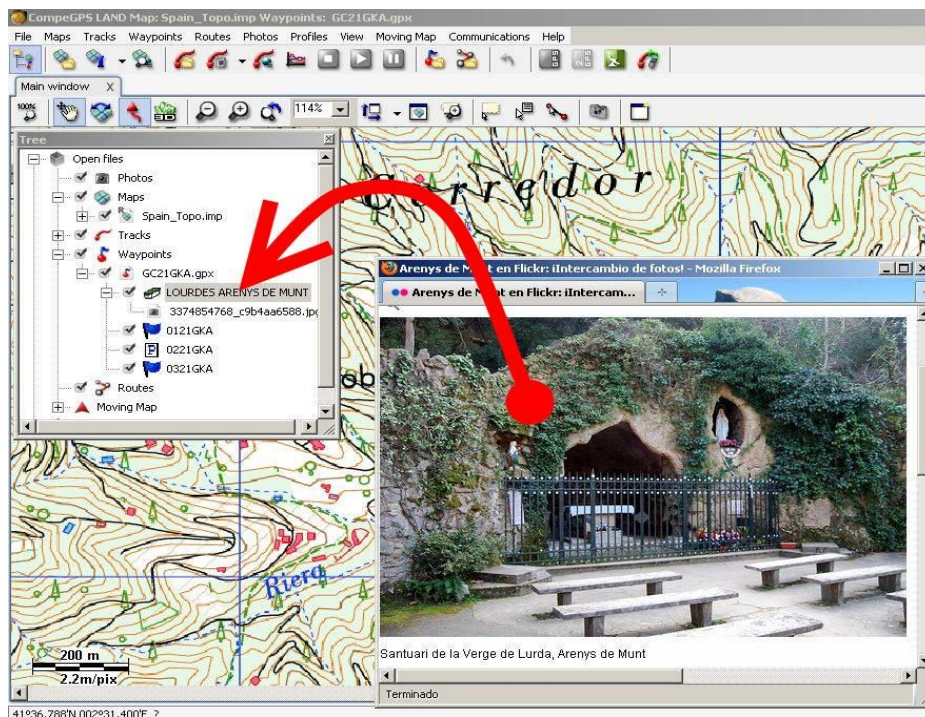 CompeGPS LAND Map: Spain_Topo.imp Waypoints: GC21GKA.gpx
File Maps Tracks Waypoints Routes Photos Profiles View Moving Map Communications Help
Main window X
100%
114%
Tree
Open files
Photos
Maps
Spain_Topo.imp
Tracks
Waypoints
GC21GKA.gpx
LOURDES ARENYS DE MUNT
3374854768_c9b4aa6588.jpg
0121GKA
P 0221GKA
0321GKA
Routes
Moving Map
Corredor
Arenys de Munt en Flickr: ¡Intercambio de fotos! - Mozilla Firefox
Arenys de Munt en Flickr: ¡Intercam...
Santuari de la Verge de Lurda, Arenys de Munt
Terminado
Riera
200 m
2.2m/pix
41º36.788'N 002º31.400'E ?